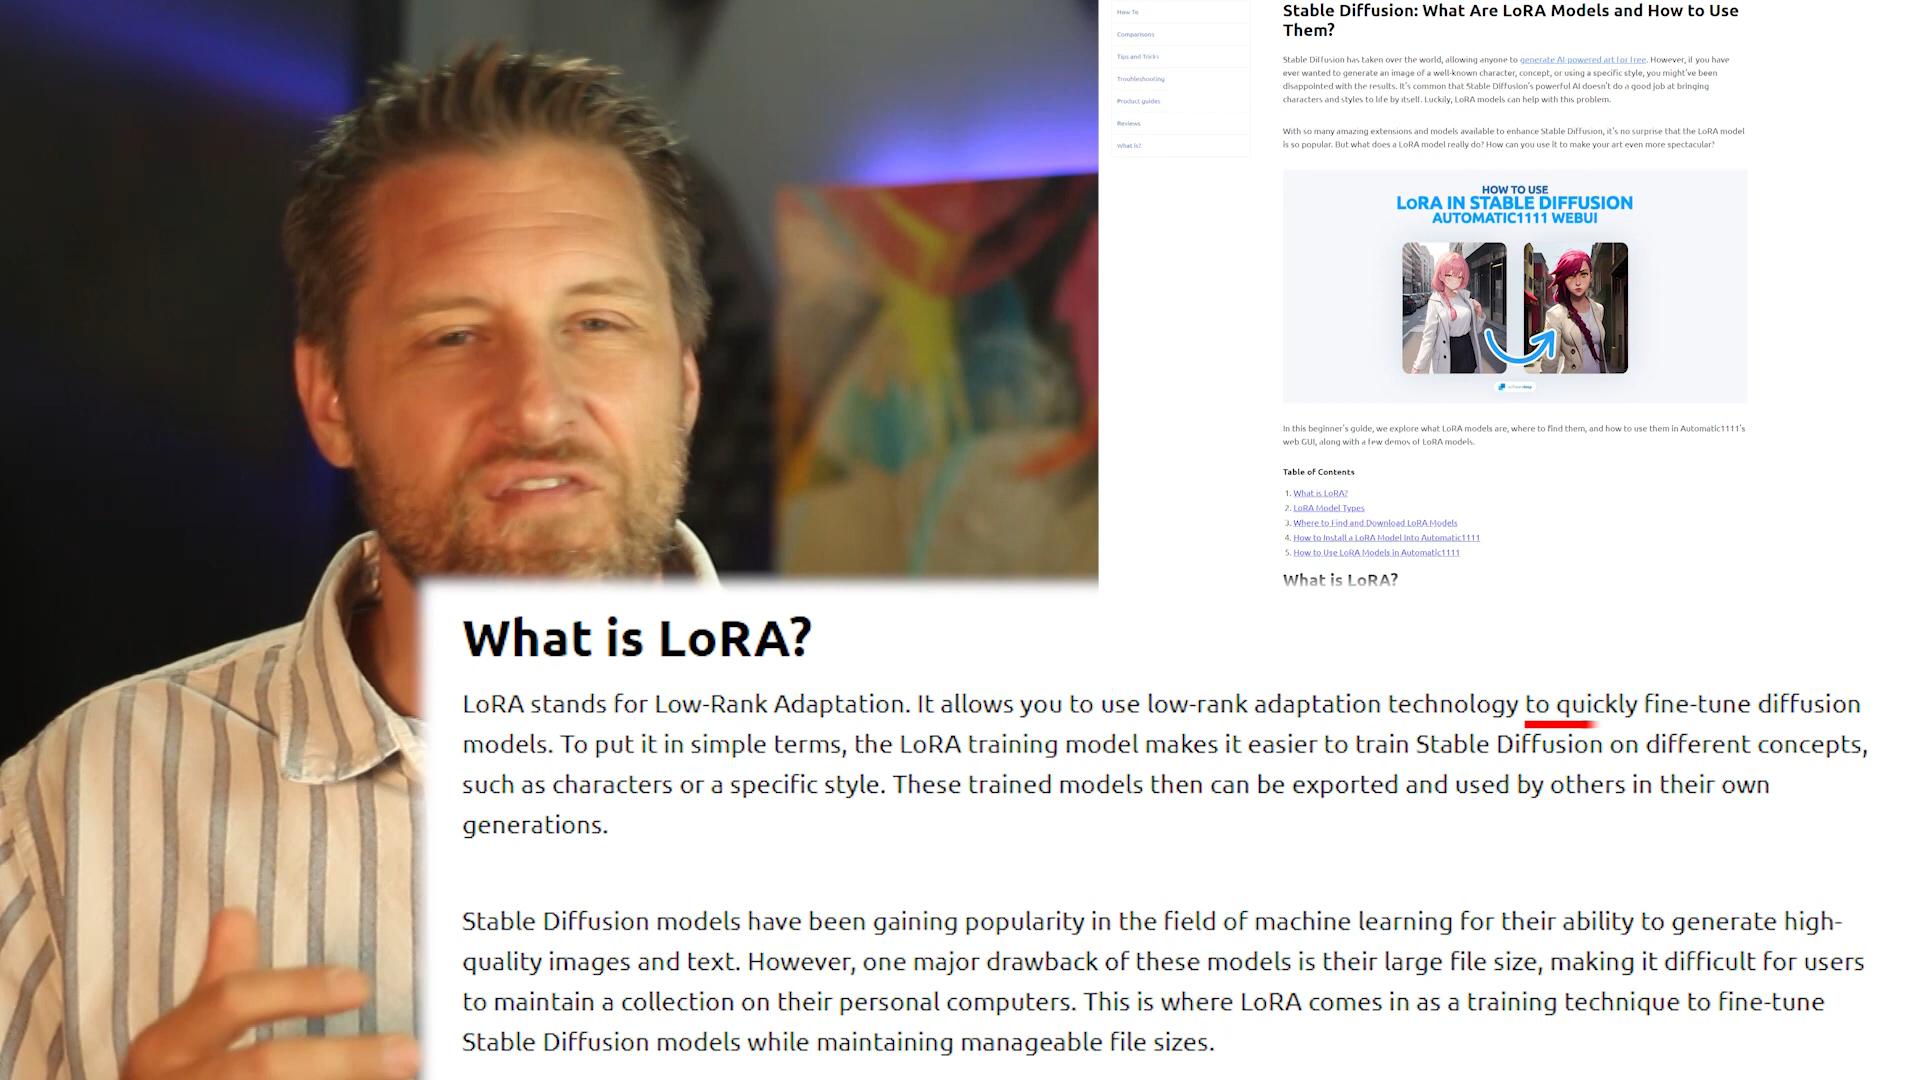 How To
Comparisons
Tips and Tricks
Troubleshooting
Product guides
Reviews
What Is?
Stable Diffusion: What Are LoRA Models and How to Use
Them?
Stable Diffusion has taken over the world, allowing anyone to generate AI-powered art for free. However, if you have
ever wanted to generate an image of a well-known character, concept, or using a specific style, you might've been
disappointed with the results. It's common that Stable Diffusion's powerful AI doesn't do a good job at bringing
characters and styles to life by itself. Luckily, LoRA models can help with this problem.
With so many amazing extensions and models available to enhance Stable Diffusion, it's no surprise that the LoRA model
is so popular. But what does a LoRA model really do? How can you use it to make your art even more spectacular?
HOW TO USE
LoRA IN STABLE DIFFUSION
AUTOMATIC1111 WEBUI
In this beginner's guide, we explore what LoRA models are, where to find them, and how to use them in Automatic1111's
web GUI, along with a few demos of LoRA models.
Table of Contents
1. What is LoRA?
2. LoRA Model Types
3. Where to Find and Download LoRA Models
4. How to Install a LoRA Model Into Automatic1111
5. How to Use LoRA Models in Automatic1111
What is LoRA?
What is LoRA?
LoRA stands for Low-Rank Adaptation. It allows you to use low-rank adaptation technology to quickly fine-tune diffusion
models. To put it in simple terms, the LoRA training model makes it easier to train Stable Diffusion on different concepts,
such as characters or a specific style. These trained models then can be exported and used by others in their own
generations.
Stable Diffusion models have been gaining popularity in the field of machine learning for their ability to generate high-
quality images and text. However, one major drawback of these models is their large file size, making it difficult for users
to maintain a collection on their personal computers. This is where LoRA comes in as a training technique to fine-tune
Stable Diffusion models while maintaining manageable file sizes.